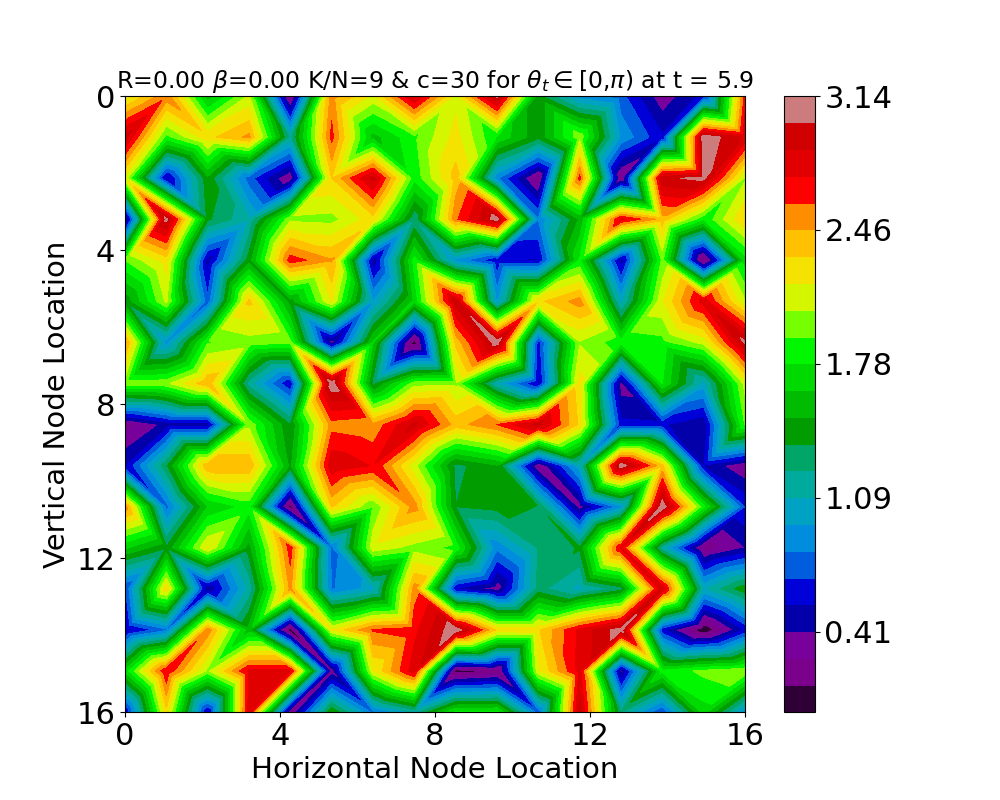 R=0.00 β=0.00 K/N=9 & c=30 for θ_t ∈ [0,π) at t = 5.9
0
4
8
12
16
Vertical Node Location
0 4 8 12 16
Horizontal Node Location
3.14
2.46
1.78
1.09
0.41